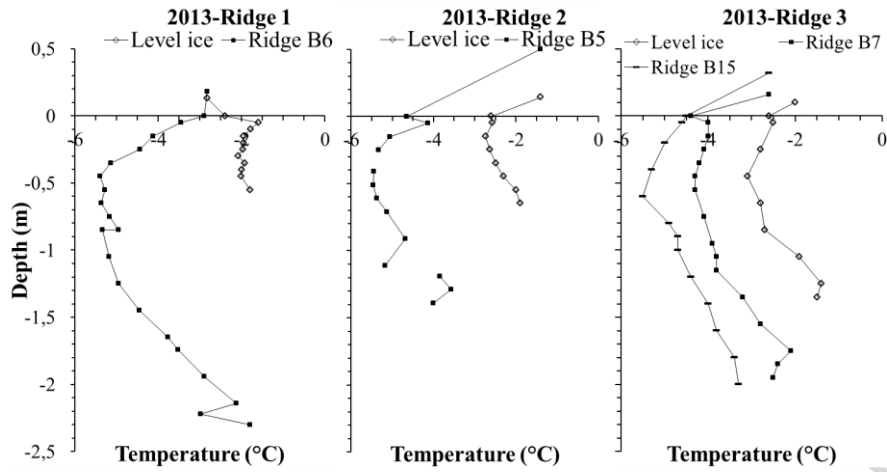 2013-Ridge 1
Level ice Ridge B6
2013-Ridge 2
Level ice Ridge B5
2013-Ridge 3
Level ice Ridge B7
Ridge B15
0,5
0
-0,5
-1
-1,5
-2
-2,5
Depth (m)
-6 -4 -2 0
Temperature (°C)
-6 -4 -2 0
Temperature (°C)
-6 -4 -2 0
Temperature (°C)